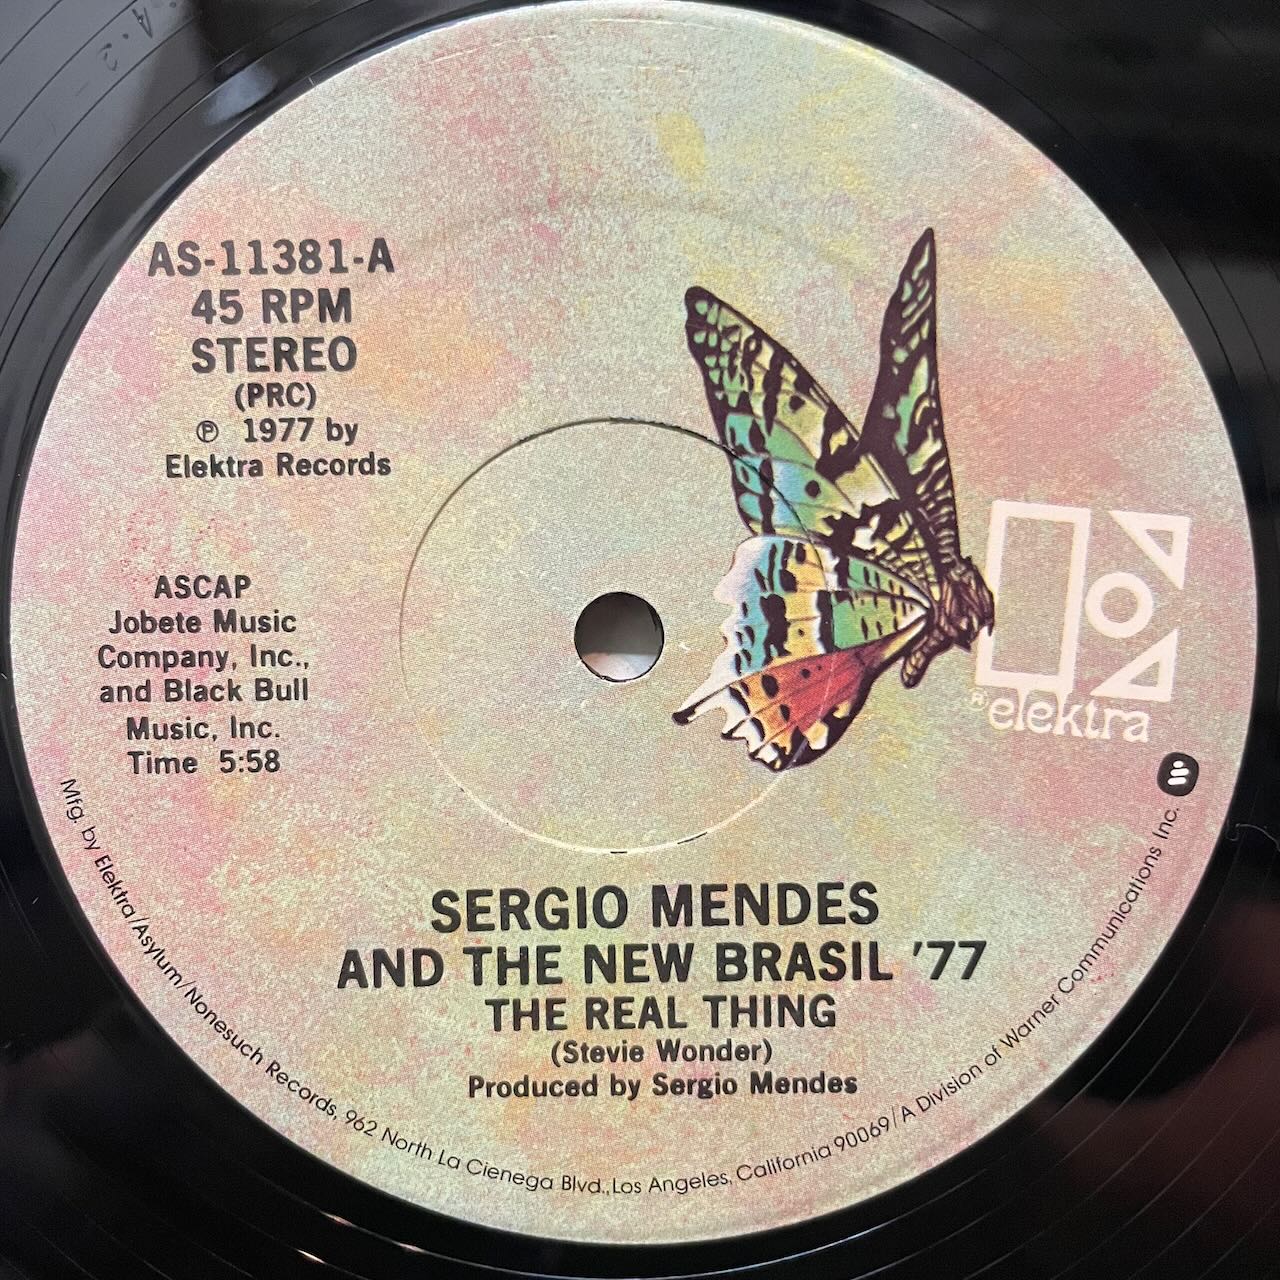 AS-11381-A
45 RPM
STEREO
(PRC)
℗ 1977 by
Elektra Records
ASCAP
Jobete Music
Company, Inc.,
and Black Bull
Music, Inc.
Time 5:58
® elektra
SERGIO MENDES
AND THE NEW BRASIL '77
THE REAL THING
(Stevie Wonder)
Produced by Sergio Mendes
Mfg. by Elektra/Asylum/Nonesuch Records, 962 North La Cienega Blvd., Los Angeles, California 90069/A Division of Warner Communications Inc.